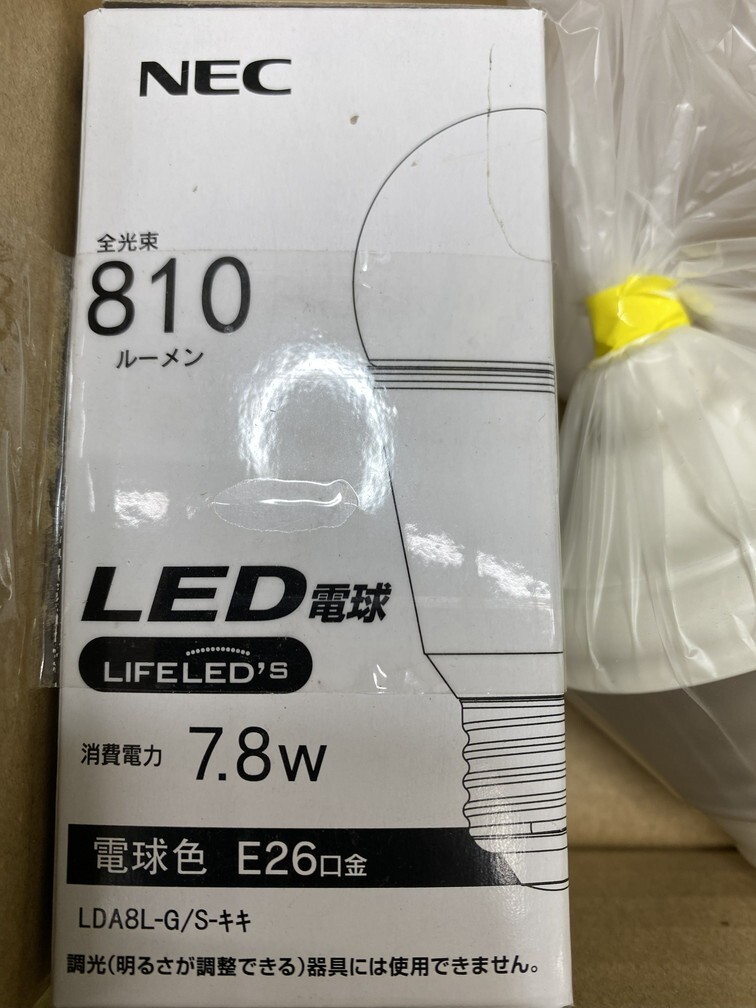 NEC
全光束
810
ルーメン
LED電球
LIFELED'S
消費電力 7.8W
電球色 E26口金
LDA8L-G/S-キキ
調光(明るさが調整できる)器具には使用できません。